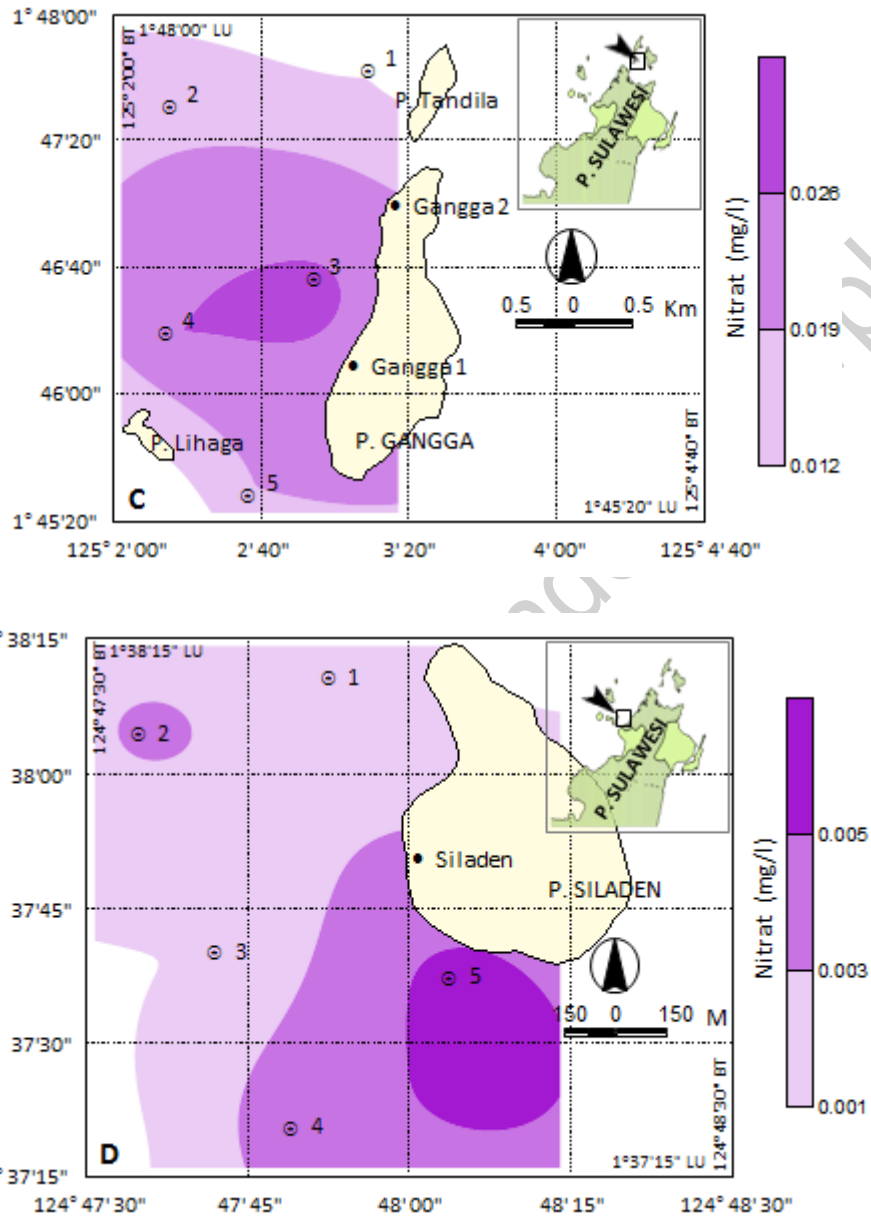 1° 48'00"
1°48'00" LU
125°2'00" BT
1
2
P. Tandila
P. SULAWESI
47'20"
Gangga2
0.026
46'40"
3
0.5 0 0.5 Km
Nitrat (mg/l)
4
0.019
Gangga1
46'00"
P. Lihaga
P. GANGGA
0.012
5
C
1°45'20" LU
125°4'40" BT
1°45'20"
125° 2'00" 2'40" 3'20" 4'00" 125° 4'40"
° 38'15"
1°38'15" LU
124°47'30" BT
1
2
P. SULAWESI
38'00"
0.005
Siladen
P. SILADEN
37'45"
Nitrat (mg/l)
3
5
0.003
150 0 150 M
37'30"
4
0.001
D
1°37'15" LU
124°48'30" BT
° 37'15"
124° 47'30" 47'45" 48'00" 48'15" 124° 48'30"